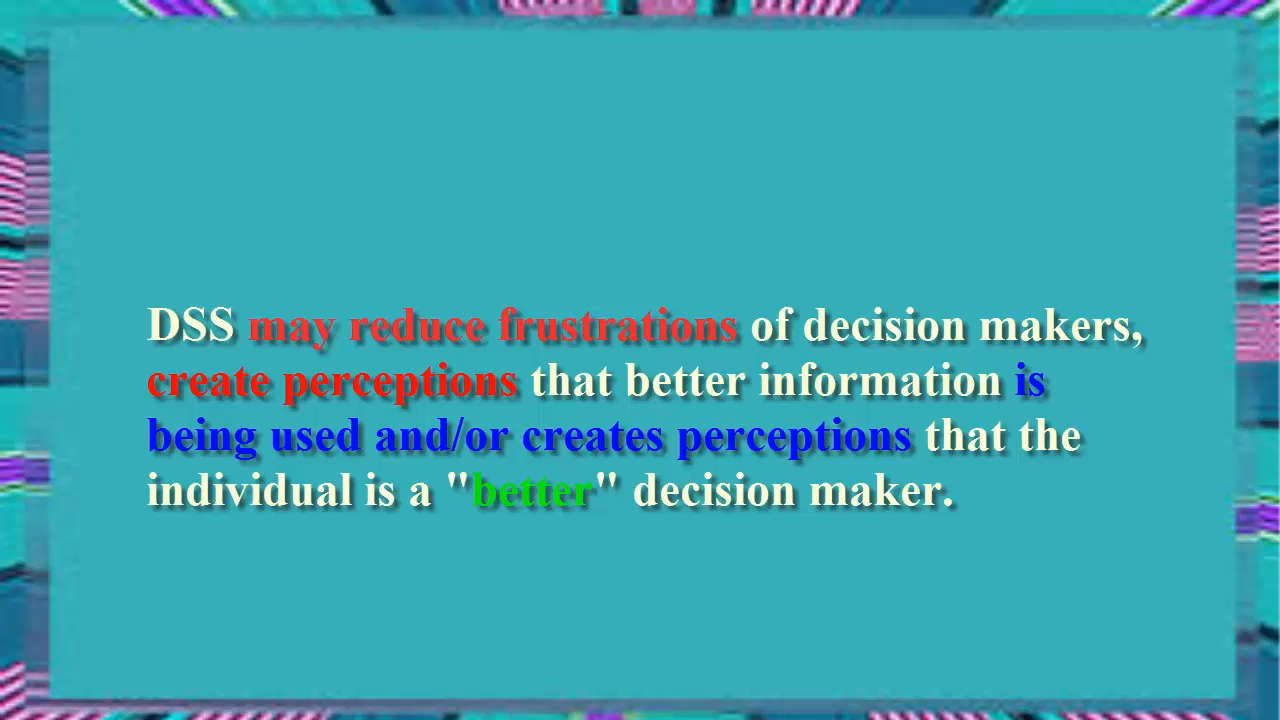 DSS may reduce frustrations of decision makers,
create perceptions that better information is
being used and/or creates perceptions that the
individual is a "better" decision maker.